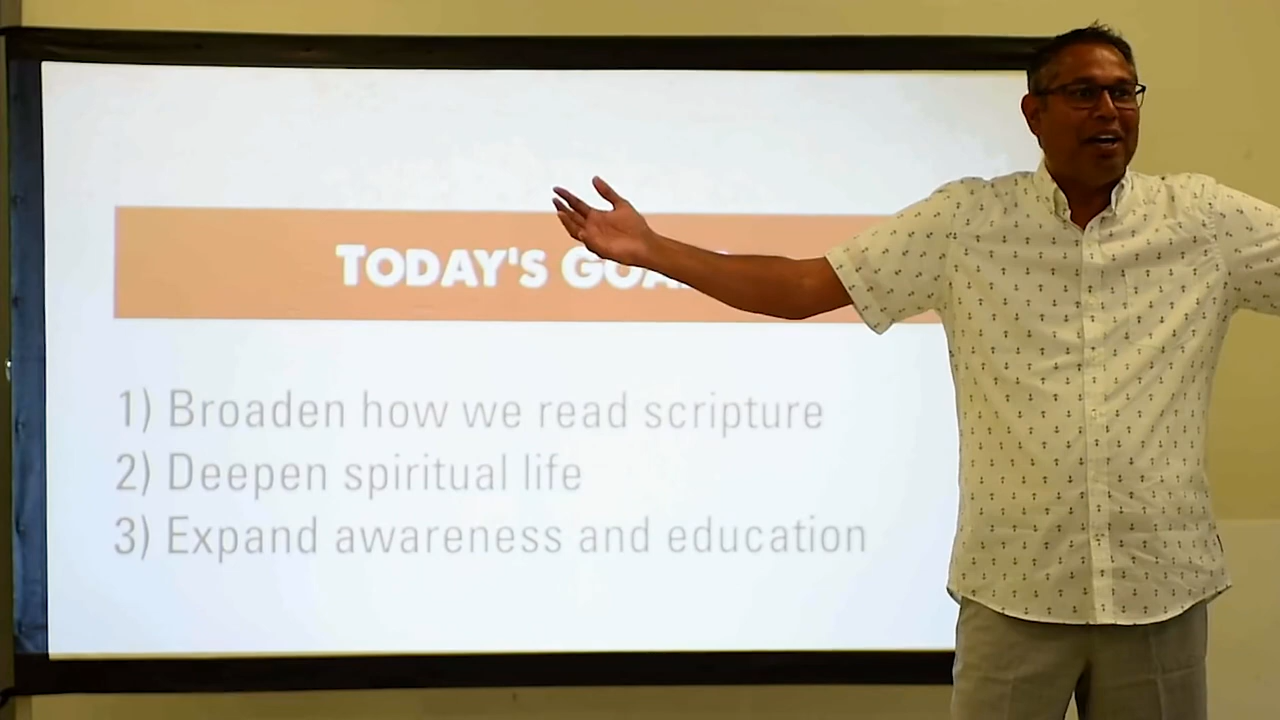 TODAY'S
1) Broaden how we read scripture
2) Deepen spiritual life
3) Expand awareness and education